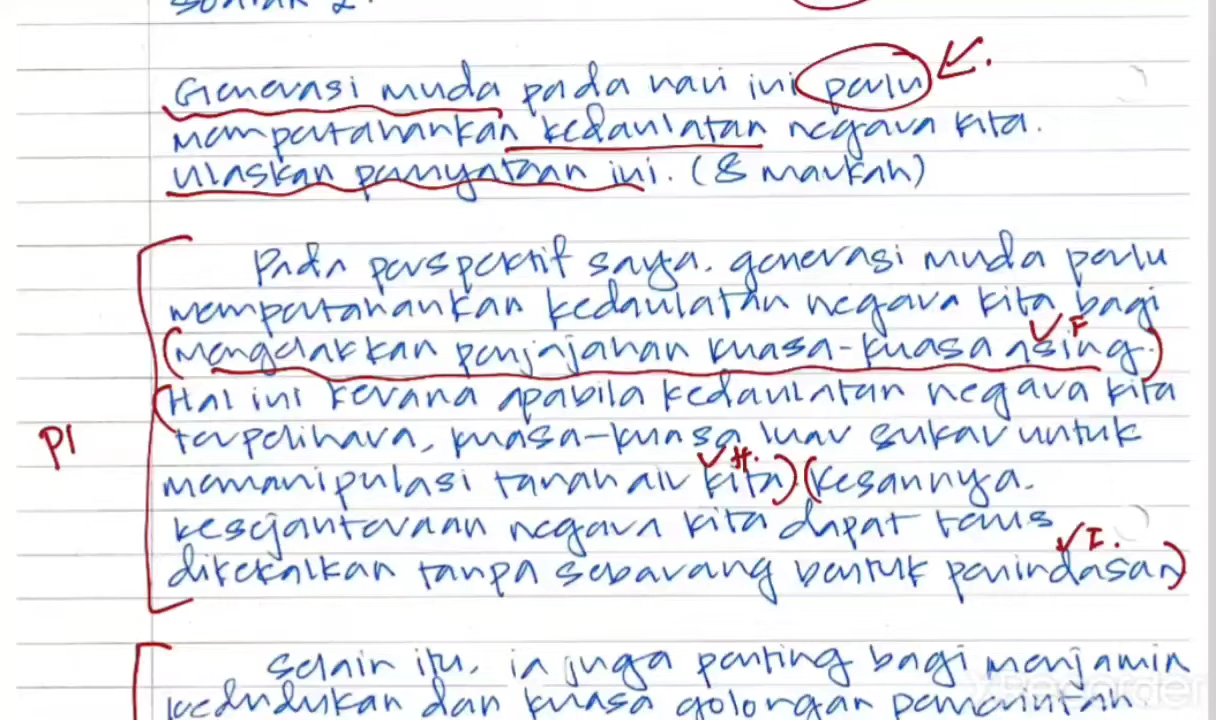 Soalan 2.
Generasi muda pada hari ini perlu
mempertahankan kedaulatan negara kita.
Ulaskan pernyataan ini. (8 markah)
Pada perspektif saya, generasi muda perlu
mempertahankan kedaulatan negara kita bagi
✓F
(mengelakkan penjajahan kuasa-kuasa asing.)
(Hal ini kerana apabila kedaulatan negara kita
P1
terpelihara, kuasa-kuasa luar sukar untuk
✓H.
memanipulasi tanah air kita) (Kesannya,
kesejahteraan negara kita dapat terus
✓I.
dikekalkan tanpa sebarang bentuk penindasan)
Selain itu, ia juga penting bagi menjamin
kedudukan dan kuasa golongan pemerintah.